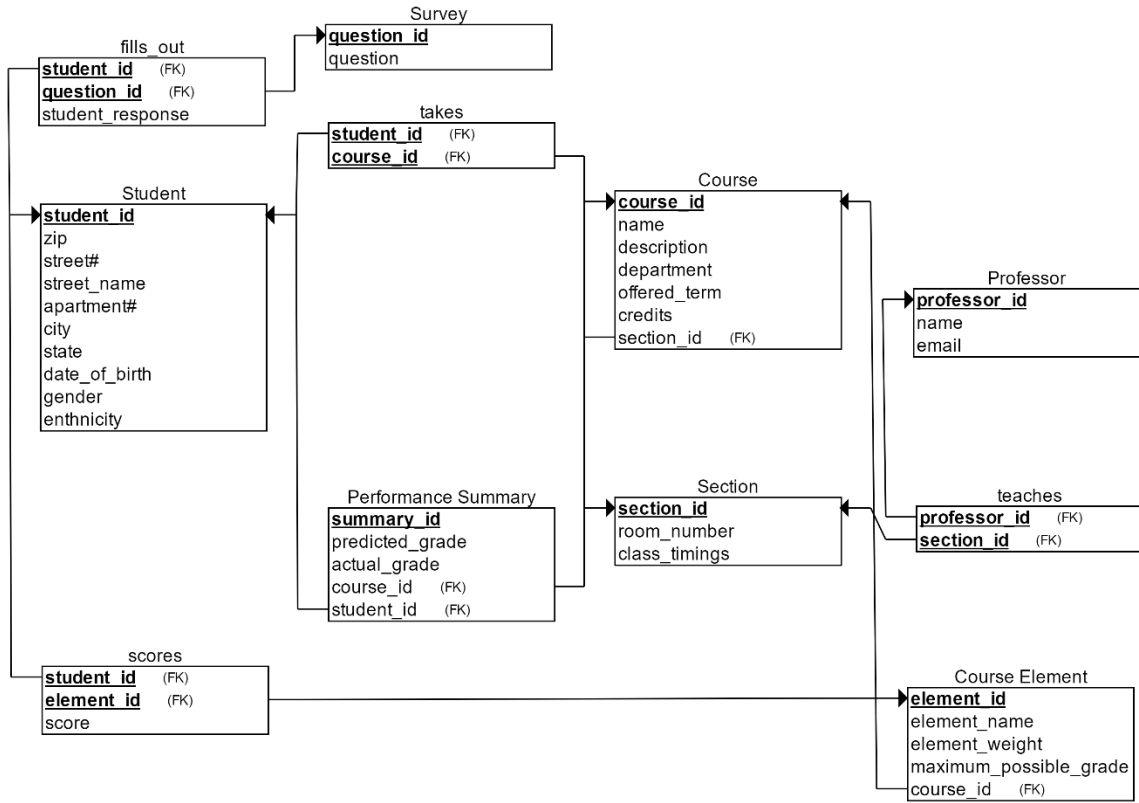 Survey
question_id
question
fills_out
student_id (FK)
question_id (FK)
student_response
takes
student_id (FK)
course_id (FK)
Student
student_id
zip
street#
street_name
apartment#
city
state
date_of_birth
gender
enthnicity
Course
course_id
name
description
department
offered_term
credits
section_id (FK)
Professor
professor_id
name
email
Performance Summary
summary_id
predicted_grade
actual_grade
course_id (FK)
student_id (FK)
Section
section_id
room_number
class_timings
teaches
professor_id (FK)
section_id (FK)
scores
student_id (FK)
element_id (FK)
score
Course Element
element_id
element_name
element_weight
maximum_possible_grade
course_id (FK)